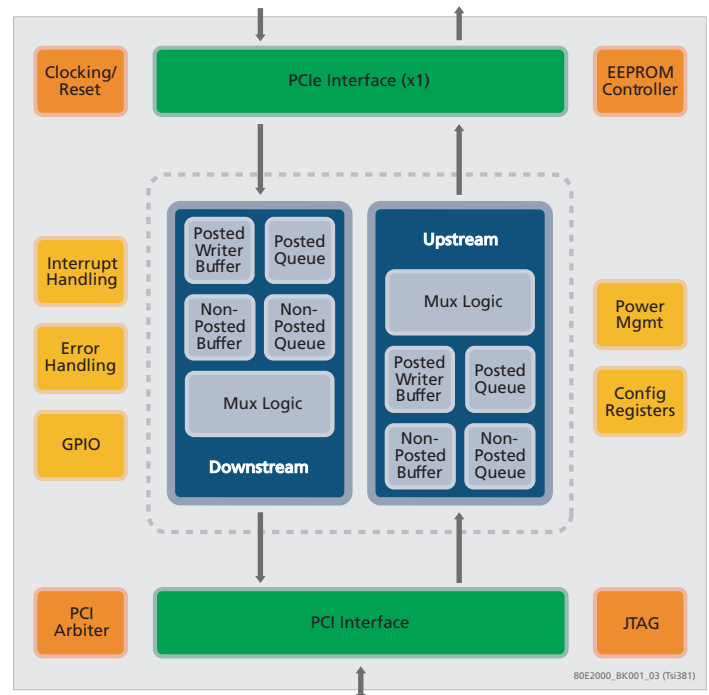 Clocking/
Reset
PCIe Interface (x1)
EEPROM
Controller
Interrupt
Handling
Error
Handling
GPIO
Posted
Writer
Buffer
Posted
Queue
Non-
Posted
Buffer
Non-
Posted
Queue
Mux Logic
Downstream
Upstream
Mux Logic
Posted
Writer
Buffer
Posted
Queue
Non-
Posted
Buffer
Non-
Posted
Queue
Power
Mgmt
Config
Registers
PCI
Arbiter
PCI Interface
JTAG
80E2000_BK001_03 (Tsi381)